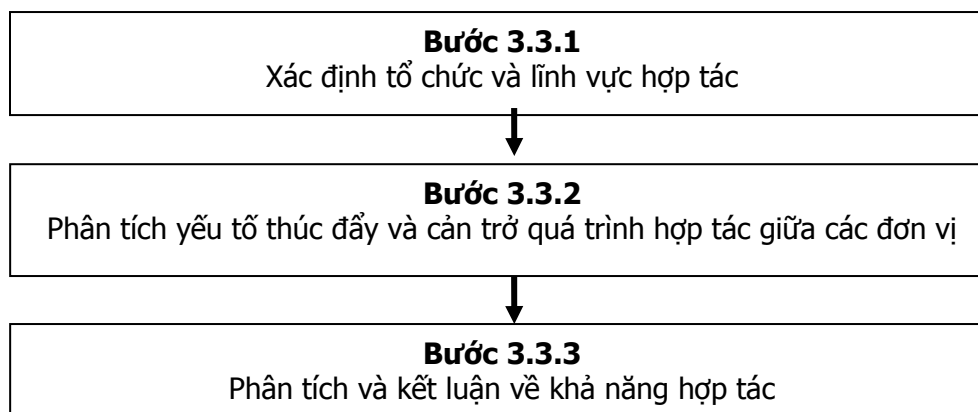 Bước 3.3.1
Xác định tổ chức và lĩnh vực hợp tác
Bước 3.3.2
Phân tích yếu tố thúc đẩy và cản trở quá trình hợp tác giữa các đơn vị
Bước 3.3.3
Phân tích và kết luận về khả năng hợp tác